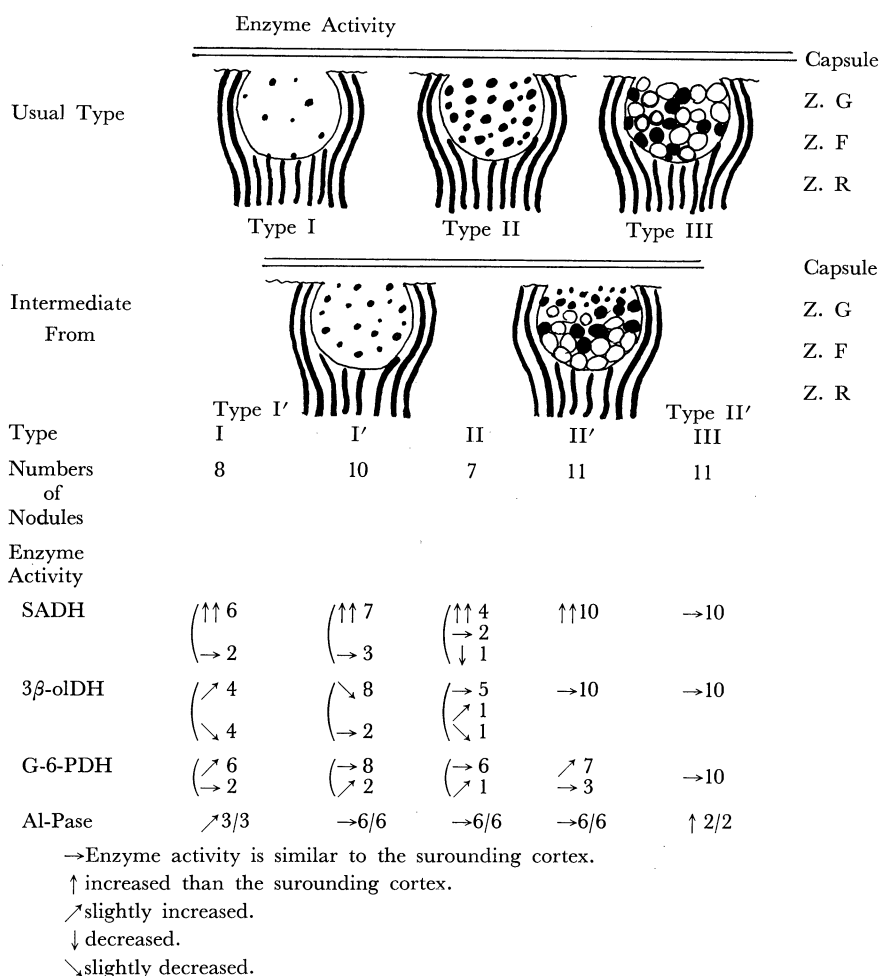 Enzyme Activity
Capsule
Usual Type
Z. G
Z. F
Z. R
Type I Type II Type III
Capsule
Intermediate
From
Z. G
Z. F
Z. R
Type I′ Type II′
Type I I′ II II′ III
Numbers 8 10 7 11 11
of
Nodules
Enzyme
Activity
SADH (↑↑ 6 (↑↑ 7 (↑↑ 4 ↑↑10 →10
→ 2
→ 2 → 3 ↓ 1
3β-olDH (↗ 4 (↘ 8 (→ 5 →10 →10
↗ 1
↘ 4 → 2 ↘ 1
G-6-PDH (↗ 6 (→ 8 (→ 6 ↗ 7 →10
→ 2 ↗ 2 ↗ 1 → 3
Al-Pase ↗3/3 →6/6 →6/6 →6/6 ↑ 2/2
→Enzyme activity is similar to the surounding cortex.
↑ increased than the surounding cortex.
↗slightly increased.
↓ decreased.
↘slightly decreased.